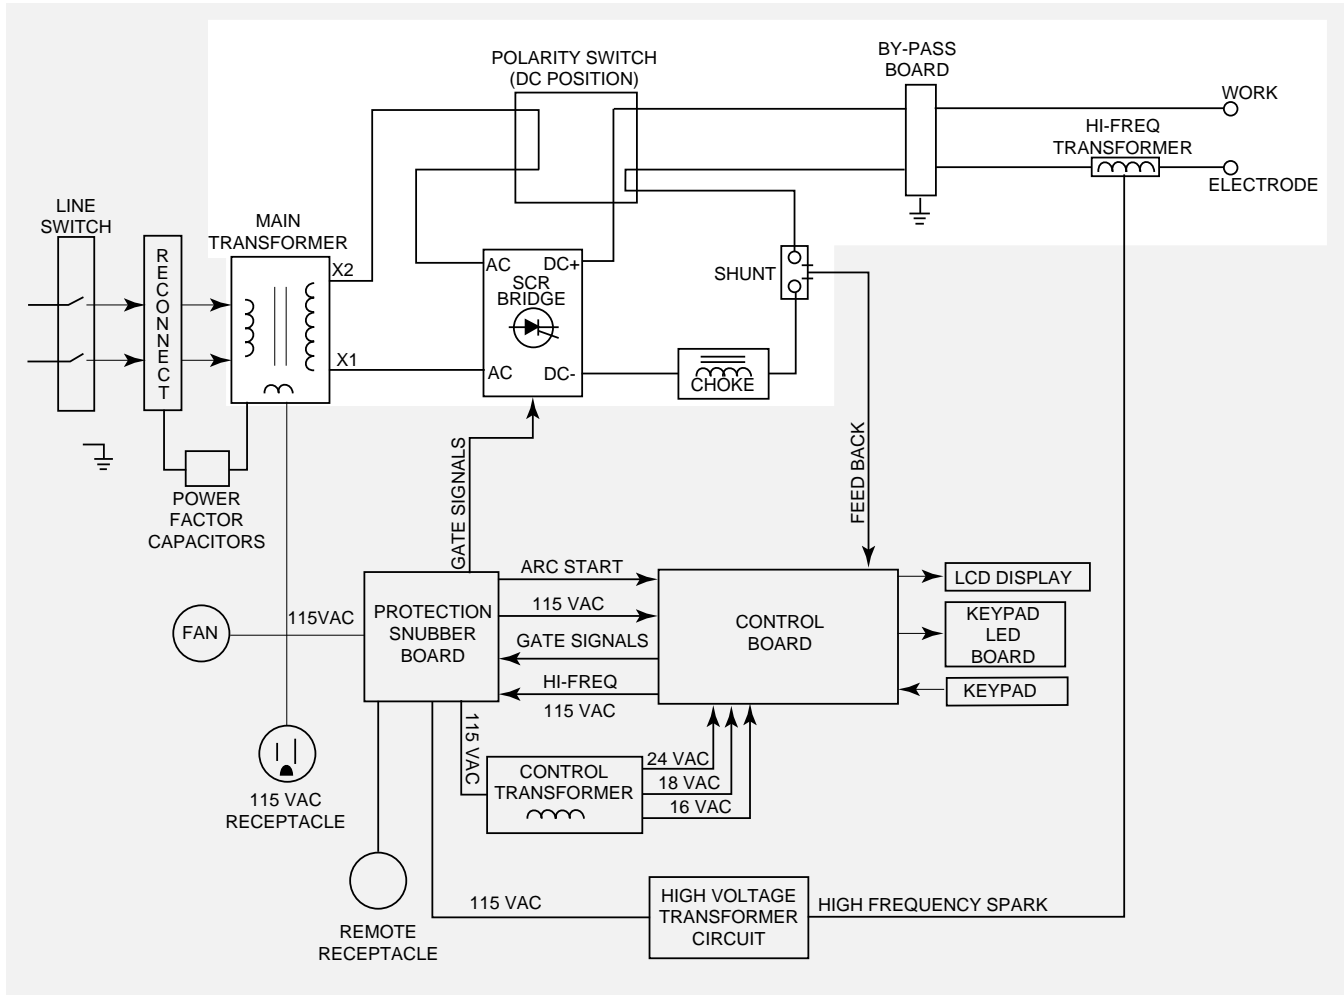 POLARITY SWITCH
(DC POSITION)
BY-PASS
BOARD
WORK
HI-FREQ
TRANSFORMER
ELECTRODE
LINE
SWITCH
MAIN
TRANSFORMER
RECONNECT
X2
X1
AC
DC+
SCR
BRIDGE
AC
DC-
SHUNT
CHOKE
POWER
FACTOR
CAPACITORS
GATE SIGNALS
FEED BACK
FAN
115VAC
PROTECTION
SNUBBER
BOARD
ARC START
115 VAC
GATE SIGNALS
HI-FREQ
115 VAC
CONTROL
BOARD
LCD DISPLAY
KEYPAD
LED
BOARD
KEYPAD
115 VAC
RECEPTACLE
115 VAC
CONTROL
TRANSFORMER
24 VAC
18 VAC
16 VAC
REMOTE
RECEPTACLE
115 VAC
HIGH VOLTAGE
TRANSFORMER
CIRCUIT
HIGH FREQUENCY SPARK